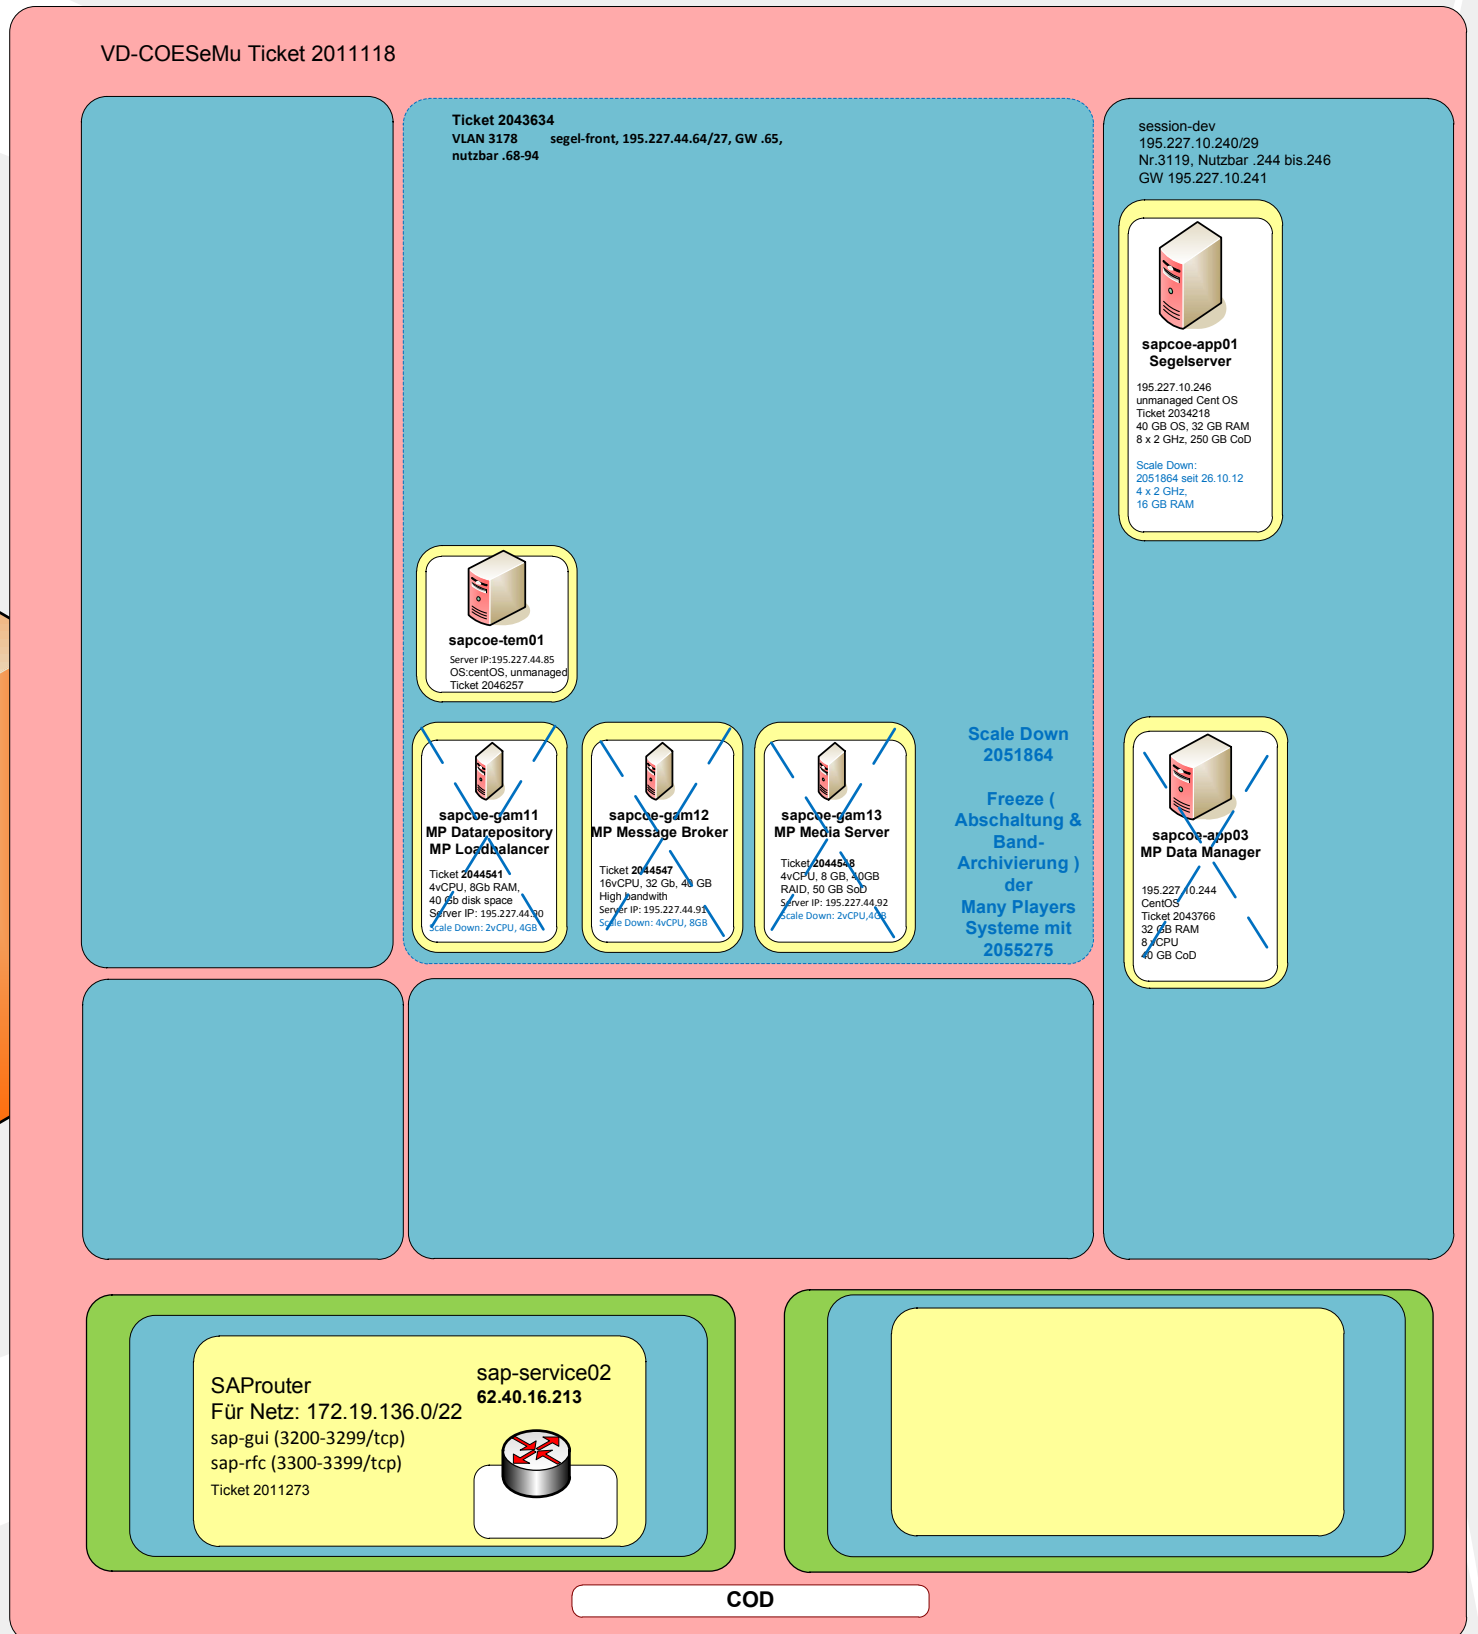 VD-COESeMu Ticket 2011118
Ticket 2043634
VLAN 3178 segel-front, 195.227.44.64/27, GW .65,
nutzbar .68-94
session-dev
195.227.10.240/29
Nr.3119, Nutzbar .244 bis.246
GW 195.227.10.241
sapcoe-app01
Segelserver
195.227.10.246
unmanaged Cent OS
Ticket 2034218
40 GB OS, 32 GB RAM
8 x 2 GHz, 250 GB CoD
Scale Down:
2051864 seit 26.10.12
4 x 2 GHz,
16 GB RAM
sapcoe-tem01
Server IP:195.227.44.85
OS:centOS, unmanaged
Ticket 2046257
sapcoe-gam11
MP Datarepository
MP Loadbalancer
Ticket 2044541
4vCPU, 8Gb RAM,
40 Gb disk space
Server IP: 195.227.44.90
Scale Down: 2vCPU, 4GB
sapcoe-gam12
MP Message Broker
Ticket 2044547
16vCPU, 32 Gb, 40 GB
High bandwith
Server IP: 195.227.44.91
Scale Down: 4vCPU, 8GB
sapcoe-gam13
MP Media Server
Ticket 2044548
4vCPU, 8 GB, 40GB
RAID, 50 GB SoD
Server IP: 195.227.44.92
Scale Down: 2vCPU,4GB
Scale Down
2051864
Freeze (
Abschaltung &
Band-
Archivierung )
der
Many Players
Systeme mit
2055275
sapcoe-app03
MP Data Manager
195.227.10.244
CentOS
Ticket 2043766
32 GB RAM
8 vCPU
40 GB CoD
SAProuter
Für Netz: 172.19.136.0/22
sap-gui (3200-3299/tcp)
sap-rfc (3300-3399/tcp)
Ticket 2011273
sap-service02
62.40.16.213
COD